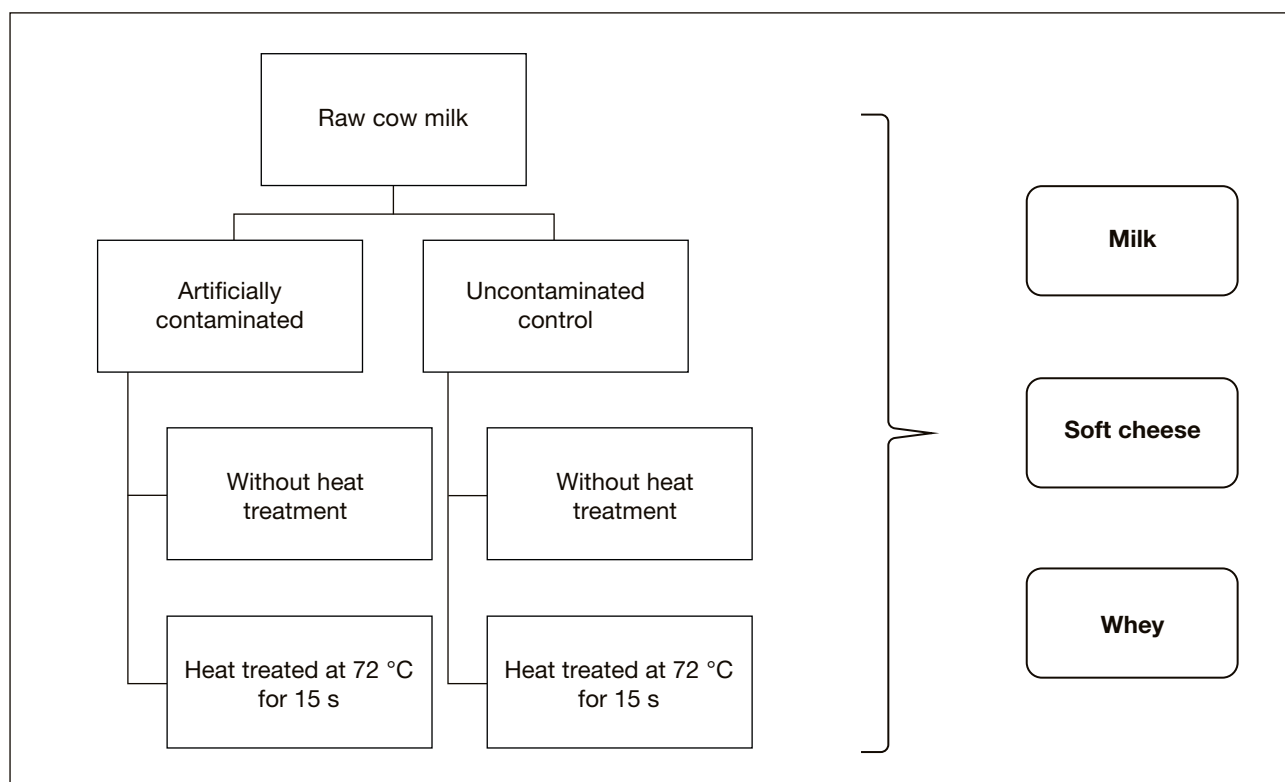 Raw cow milk
Artificially
contaminated
Uncontaminated
control
Without heat
treatment
Without heat
treatment
Heat treated at 72 °C
for 15 s
Heat treated at 72 °C
for 15 s
Milk
Soft cheese
Whey